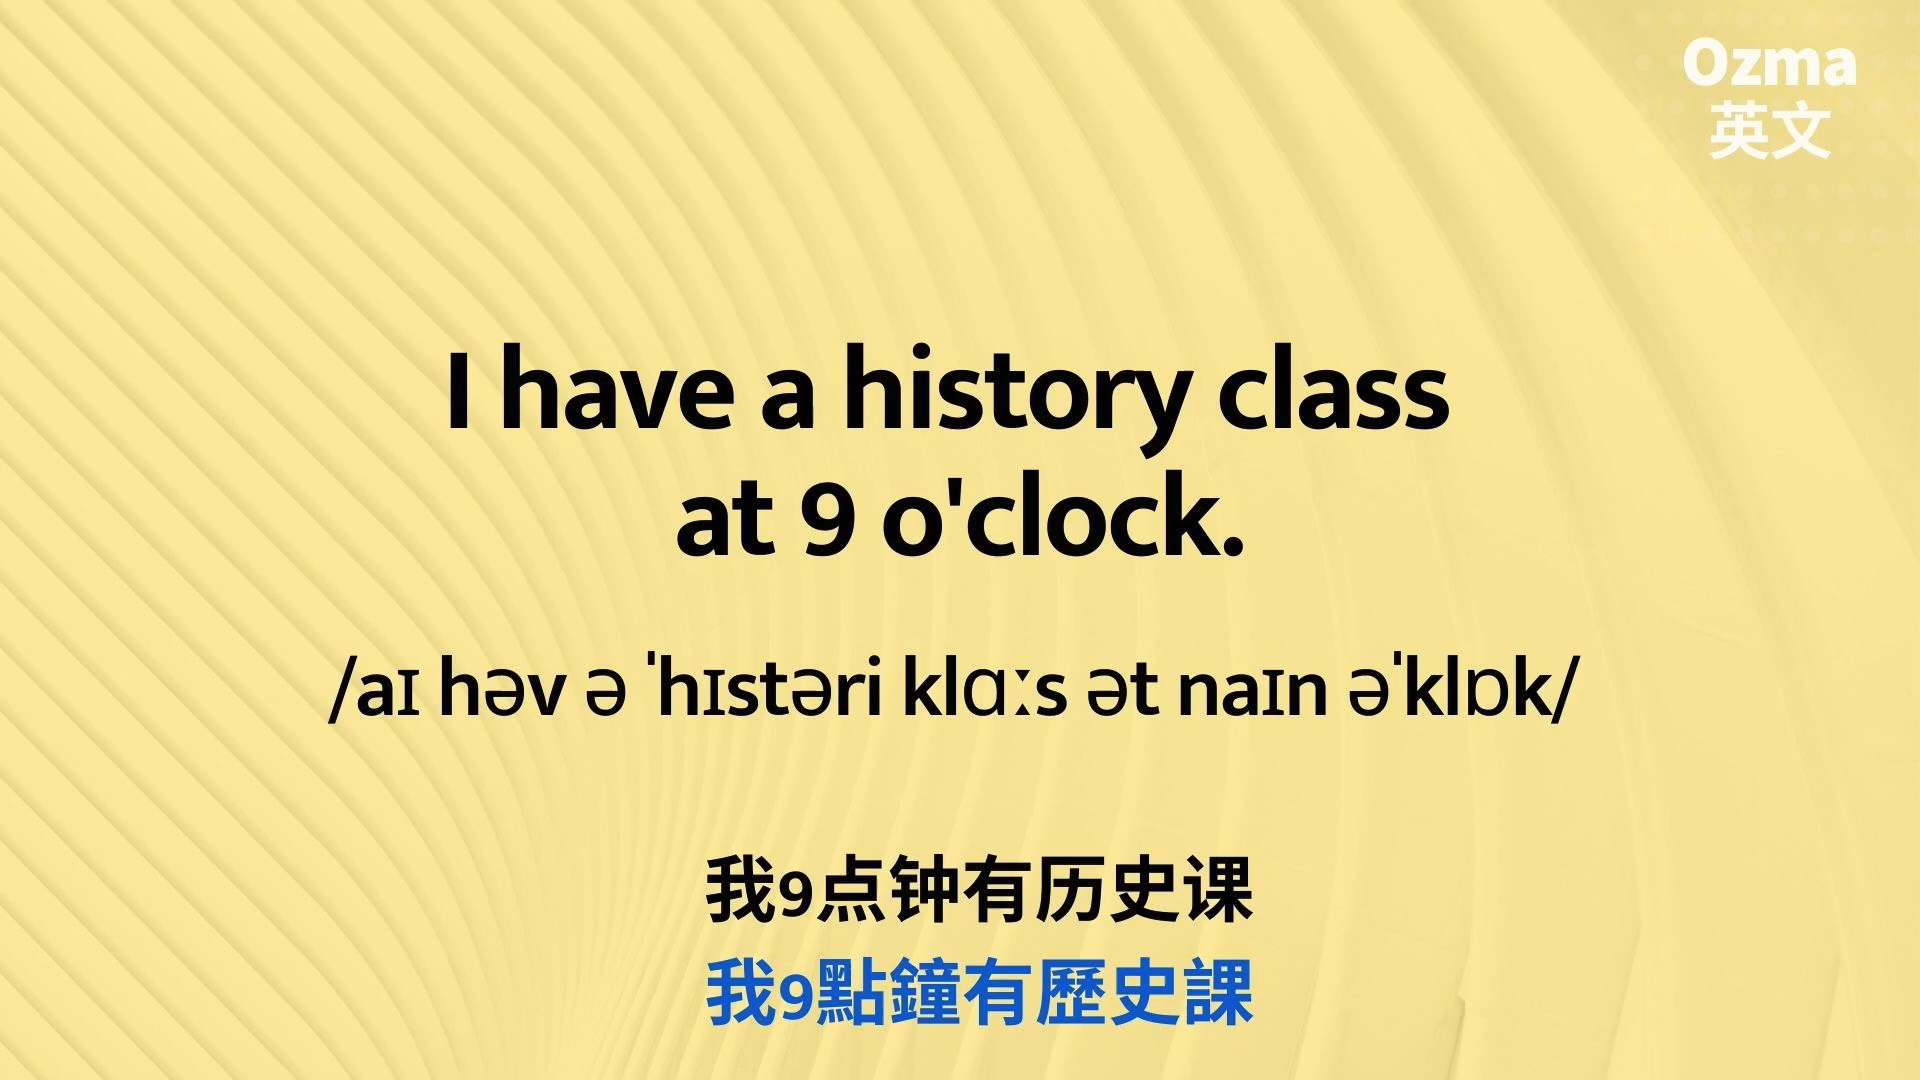 Ozma
英文
I have a history class
at 9 o'clock.
/aɪ həv ə ˈhɪstəri klɑːs ət naɪn əˈklɒk/
我9点钟有历史课
我9點鐘有歷史課